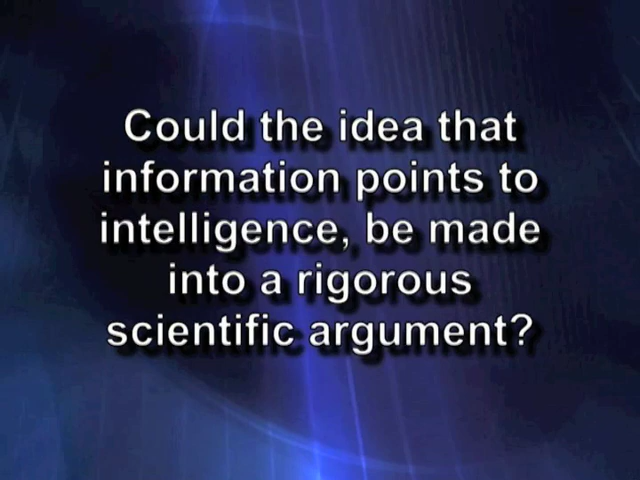 Could the idea that
information points to
intelligence, be made
into a rigorous
scientific argument?